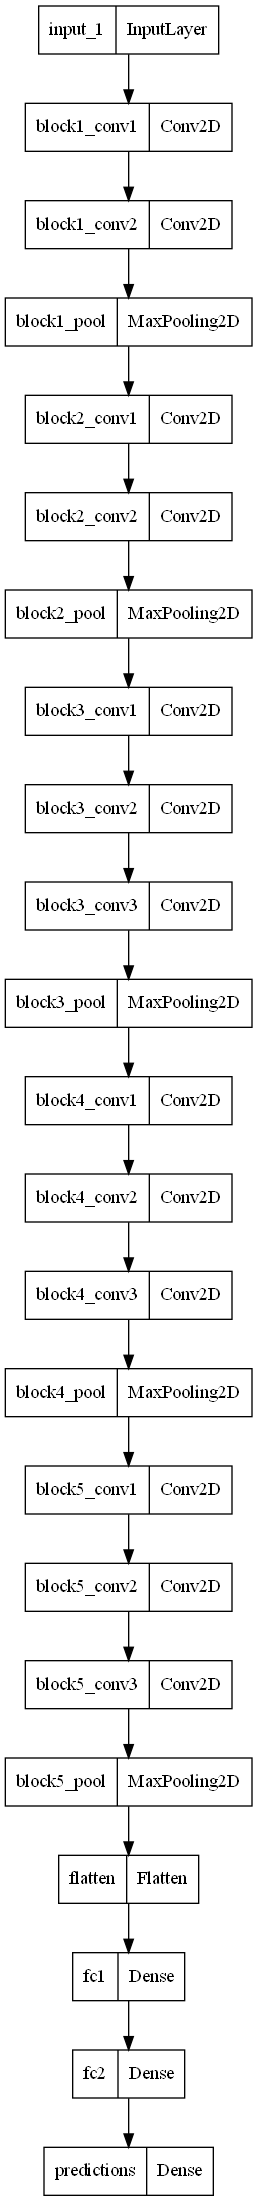 input_1 InputLayer
block1_conv1 Conv2D
block1_conv2 Conv2D
block1_pool MaxPooling2D
block2_conv1 Conv2D
block2_conv2 Conv2D
block2_pool MaxPooling2D
block3_conv1 Conv2D
block3_conv2 Conv2D
block3_conv3 Conv2D
block3_pool MaxPooling2D
block4_conv1 Conv2D
block4_conv2 Conv2D
block4_conv3 Conv2D
block4_pool MaxPooling2D
block5_conv1 Conv2D
block5_conv2 Conv2D
block5_conv3 Conv2D
block5_pool MaxPooling2D
flatten Flatten
fc1 Dense
fc2 Dense
predictions Dense